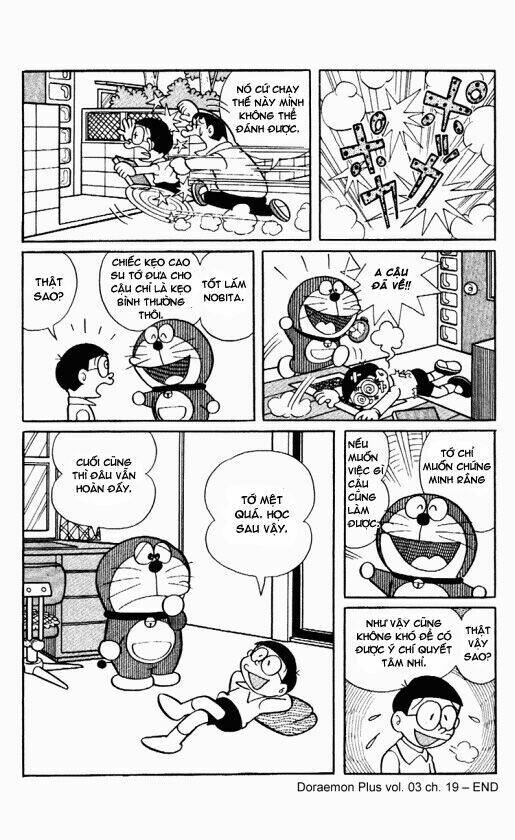 NÓ CỨ CHẠY
THẾ NÀY MÌNH
KHÔNG THỂ
ĐÁNH ĐƯỢC.
A CẬU
ĐÃ VỀ!!
TỐT LẮM
NOBITA.
CHIẾC KẸO CAO
SU TỚ ĐƯA CHO
CẬU CHỈ LÀ KẸO
BÌNH THƯỜNG
THÔI.
THẬT
SAO?
TỚ CHỈ
MUỐN CHỨNG
MINH RẰNG
NẾU
MUỐN
VIỆC GÌ
CẬU
CŨNG
LÀM
ĐƯỢC.
THẬT
VẬY
SAO?
NHƯ VẬY CŨNG
KHÔNG KHÓ ĐỂ CÓ
ĐƯỢC Ý CHÍ QUYẾT
TÂM NHỈ.
TỚ MỆT
QUÁ. HỌC
SAU VẬY.
CUỐI CÙNG
THÌ ĐÂU VẪN
HOÀN ĐẤY.
Doraemon Plus vol. 03 ch. 19 – END